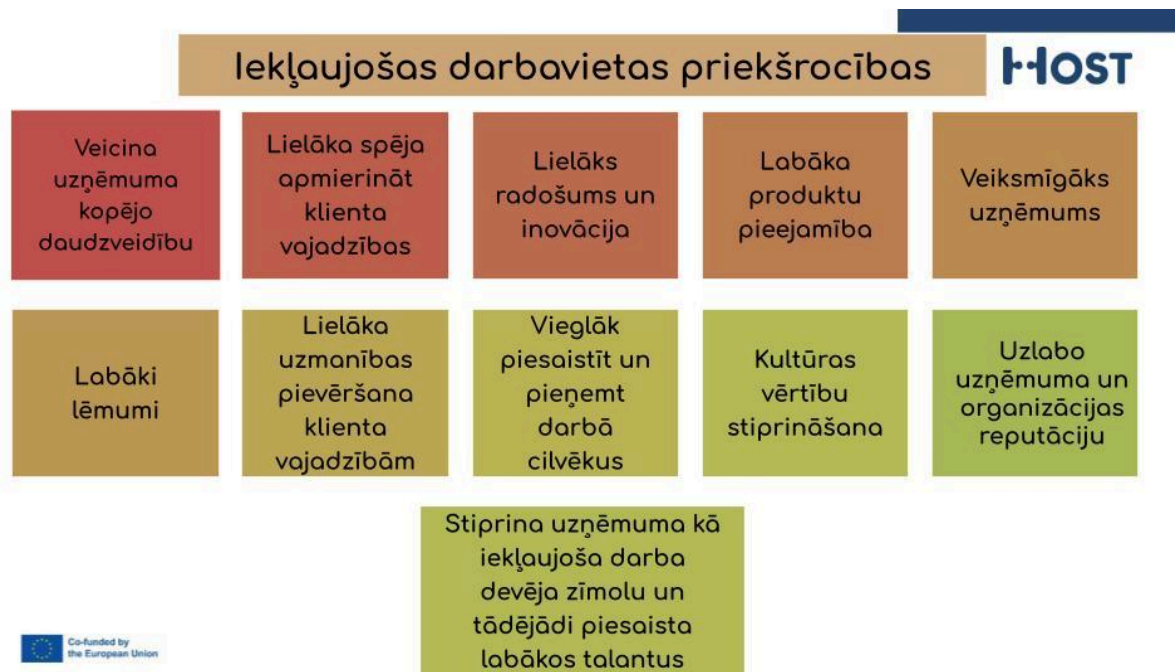 Iekļaujošas darbavietas priekšrocības
HOST
Veicina
uzņēmuma
kopējo
daudzveidību
Lielāka spēja
apmierināt
klienta
vajadzības
Lielāks
radošums un
inovācija
Labāka
produktu
pieejamība
Veiksmīgāks
uzņēmums
Labāki
lēmumi
Lielāka
uzmanības
pievēršana
klienta
vajadzībām
Vieglāk
piesaistīt un
pieņemt
darbā
cilvēkus
Kultūras
vērtību
stiprināšana
Uzlabo
uzņēmuma un
organizācijas
reputāciju
Stiprina uzņēmuma kā
iekļaujoša darba
devēja zīmolu un
tādējādi piesaista
labākos talantus
Co-funded by
the European Union